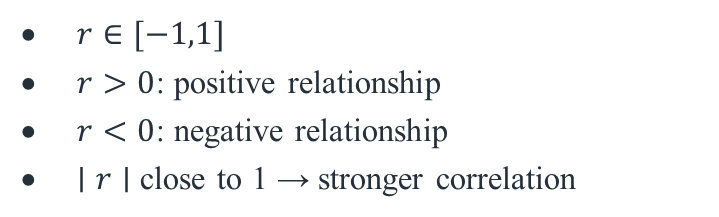 • r ∈ [−1,1]
• r > 0: positive relationship
• r < 0: negative relationship
• | r | close to 1 → stronger correlation